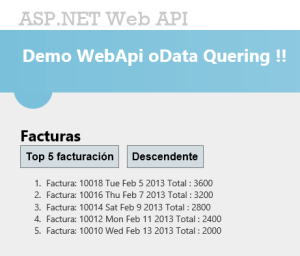 ASP.NET Web API
Demo WebApi oData Quering !!
Facturas
Top 5 facturación Descendente
1. Factura: 10018 Tue Feb 5 2013 Total : 3600
2. Factura: 10016 Thu Feb 7 2013 Total : 3200
3. Factura: 10014 Sat Feb 9 2013 Total : 2800
4. Factura: 10012 Mon Feb 11 2013 Total : 2400
5. Factura: 10010 Wed Feb 13 2013 Total : 2000